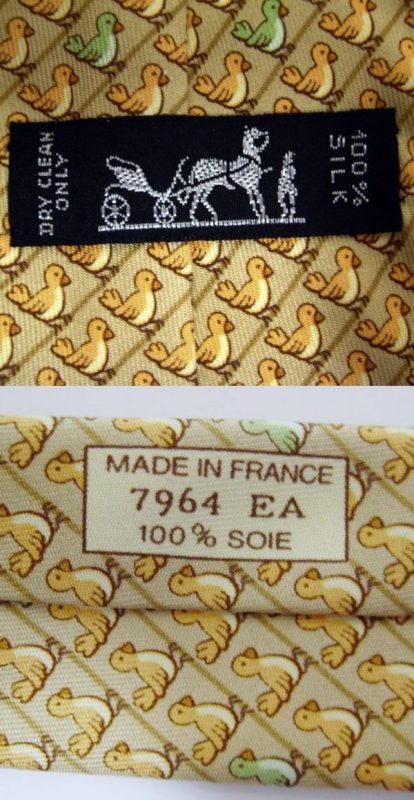 DRY CLEAN
ONLY
100%
SILK
MADE IN FRANCE
7964 EA
100% SOIE